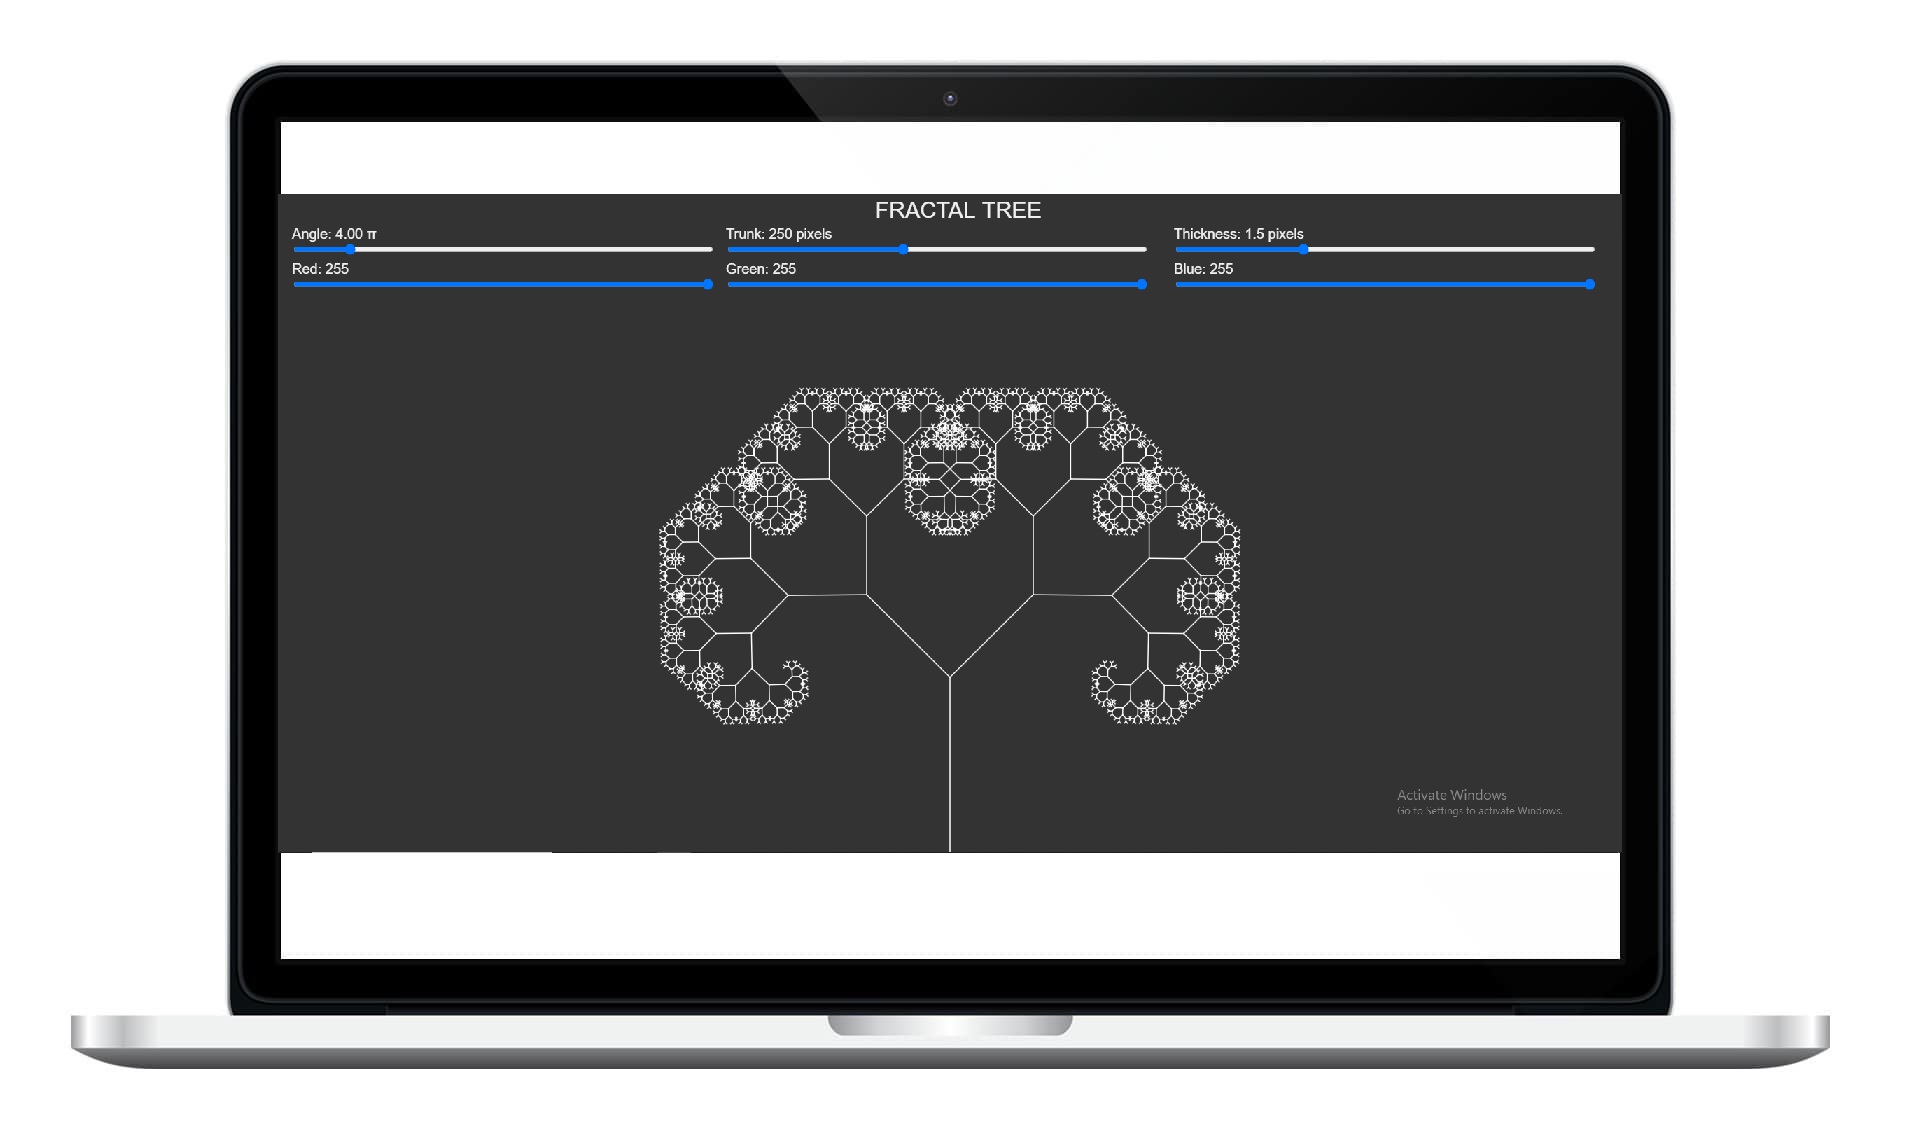 FRACTAL TREE
Angle: 4.00 π
Trunk: 250 pixels
Thickness: 1.5 pixels
Red: 255
Green: 255
Blue: 255
Activate Windows
Go to Settings to activate Windows.